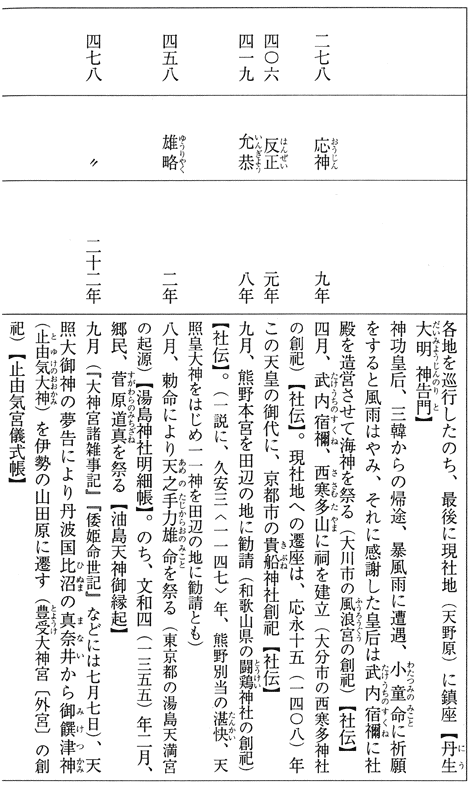 各地を巡行したのち、最後に現社地（天野原）に鎮座【丹生
大明神告門】
神功皇后、三韓からの帰途、暴風雨に遭遇、小童命に祈願
をすると風雨はやみ、それに感謝した皇后は武内宿禰に社
殿を造営させて海神を祭る（大川市の風浪宮の創祀）【社伝】
二七八 応神 九年 四月、武内宿禰、西寒多山に祠を建立（大分市の西寒多神社
の創祀）【社伝】。現社地への遷座は、応永十五（一四〇八）年
四〇六 反正 元年 この天皇の御代に、京都市の貴船神社創祀【社伝】
四一九 允恭 八年 九月、熊野本宮を田辺の地に勧請（和歌山県の闘鶏神社の創祀）
【社伝】。（一説に、久安三〈一一四七〉年、熊野別当の湛快、天
照皇大神をはじめ一一神を田辺の地に勧請とも）
四五八 雄略 二年 八月、勅命により天之手力雄命を祭る（東京都の湯島天満宮
の起源）【湯島神社明細帳】。のち、文和四（一三五五）年二月、
郷民、菅原道真を祭る【油島天神御縁起】
四七八 〃 二十二年 九月（『大神宮諸雑事記』『倭姫命世記』などには七月七日）、天
照大御神の夢告により丹波国比沼の真奈井から御饌津神
（止由気大神）を伊勢の山田原に遷す（豊受大神宮〔外宮〕の創
祀）【止由気宮儀式帳】